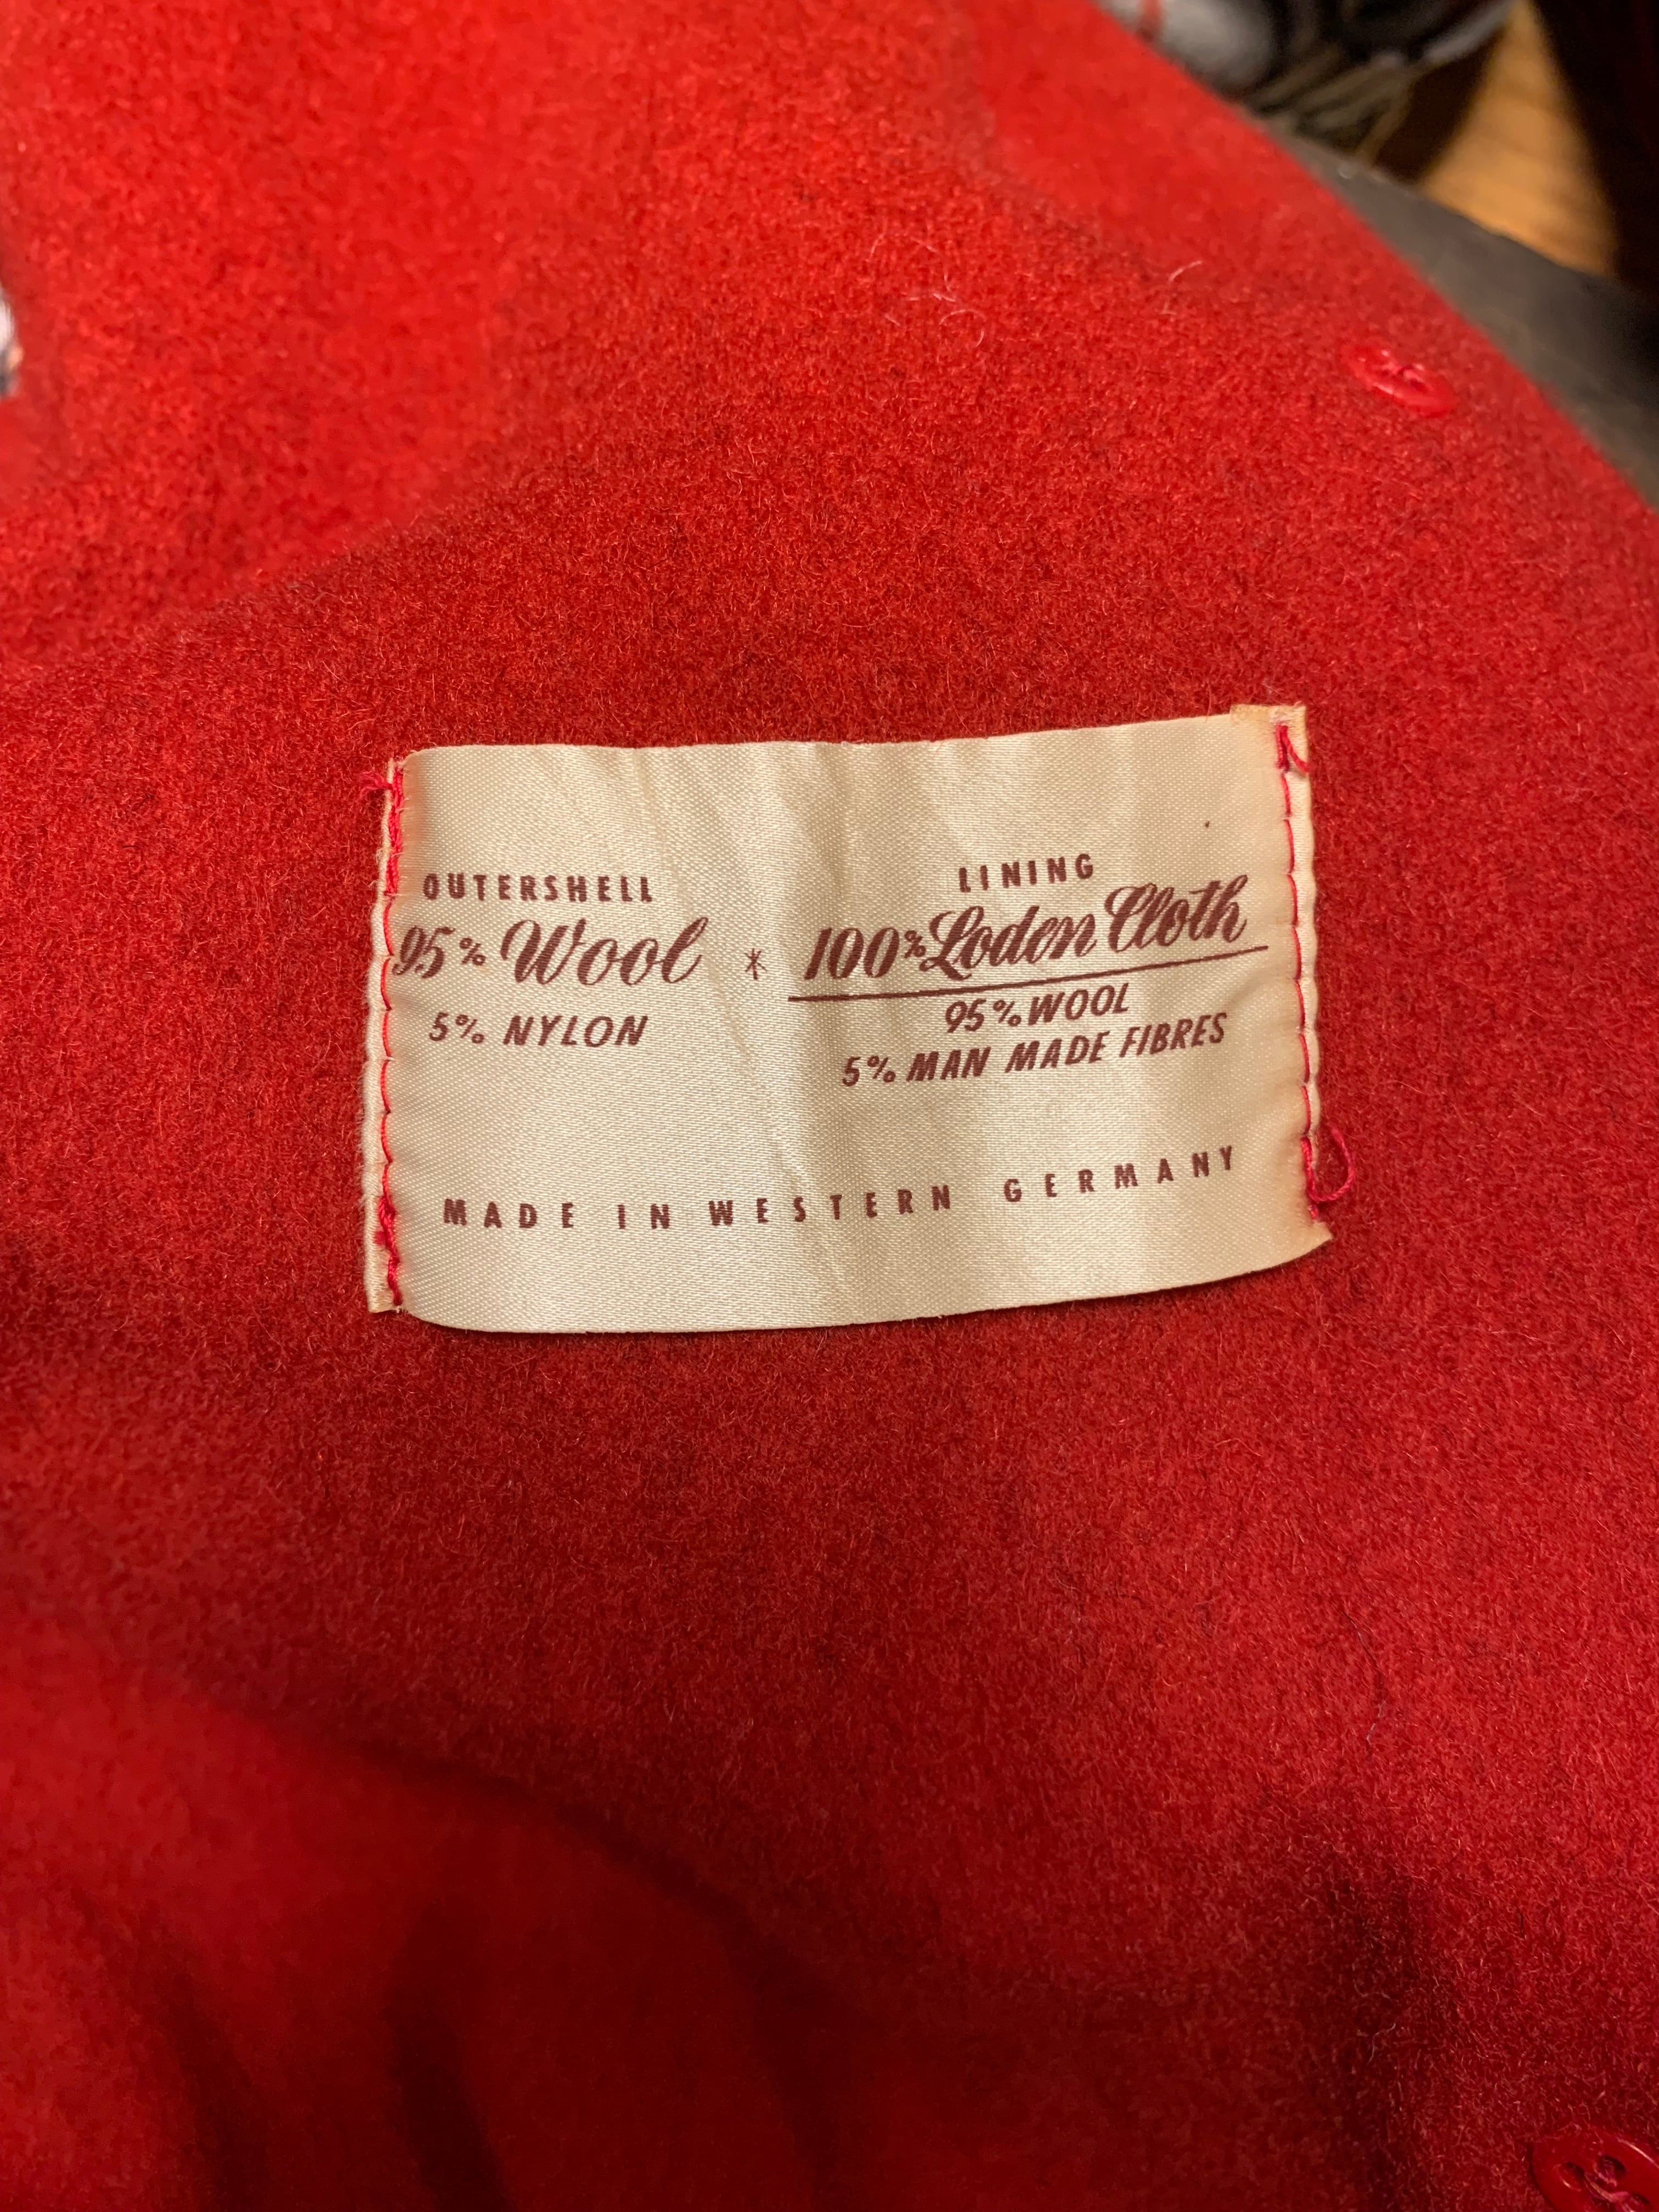 OUTERSHELL
95% Wool
5% NYLON
*
LINING
100% Loden Cloth
95% WOOL
5% MAN MADE FIBRES
MADE IN WESTERN GERMANY